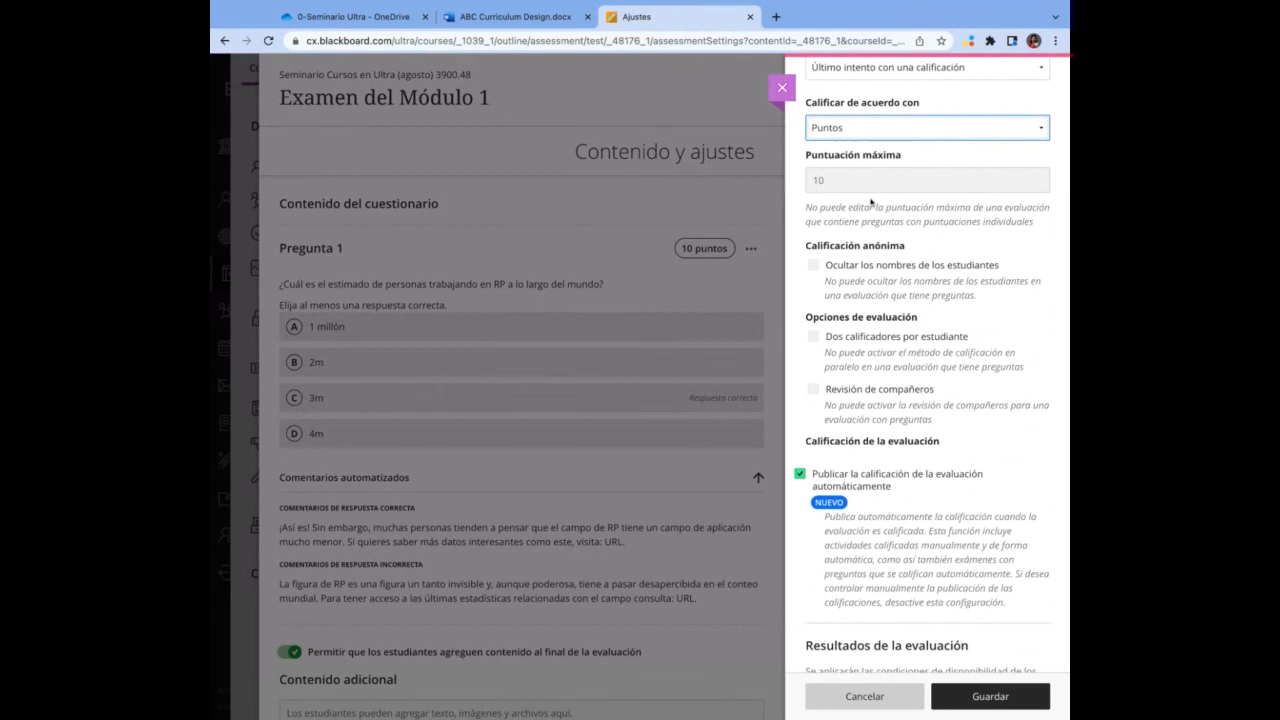 0-Seminario Ultra - OneDrive
ABC Curriculum Design.docx
Ajustes
cx.blackboard.com/ultra/courses/_1039_1/outline/assessment/test/_48176_1/assessmentSettings?contentId=_48176_1&courseId=_...
Seminario Cursos en Ultra (agosto) 3900.48
Examen del Módulo 1
Contenido y ajustes
Contenido del cuestionario
Pregunta 1
10 puntos
¿Cuál es el estimado de personas trabajando en RP a lo largo del mundo?
Elija al menos una respuesta correcta.
A 1 millón
B 2m
C 3m Respuesta correcta
D 4m
Comentarios automatizados
COMENTARIOS DE RESPUESTA CORRECTA
¡Así es! Sin embargo, muchas personas tienden a pensar que el campo de RP tiene un campo de aplicación
mucho menor. Si quieres saber más datos interesantes como este, visita: URL.
COMENTARIOS DE RESPUESTA INCORRECTA
La figura de RP es una figura un tanto invisible y, aunque poderosa, tiene a pasar desapercibida en el conteo
mundial. Para tener acceso a las últimas estadísticas relacionadas con el campo consulta: URL.
Permitir que los estudiantes agreguen contenido al final de la evaluación
Contenido adicional
Los estudiantes pueden agregar texto, imágenes y archivos aquí.
Último intento con una calificación
Calificar de acuerdo con
Puntos
Puntuación máxima
10
No puede editar la puntuación máxima de una evaluación
que contiene preguntas con puntuaciones individuales
Calificación anónima
Ocultar los nombres de los estudiantes
No puede ocultar los nombres de los estudiantes en
una evaluación que tiene preguntas.
Opciones de evaluación
Dos calificadores por estudiante
No puede activar el método de calificación en
paralelo en una evaluación que tiene preguntas
Revisión de compañeros
No puede activar la revisión de compañeros para una
evaluación con preguntas
Calificación de la evaluación
Publicar la calificación de la evaluación
automáticamente
NUEVO
Publica automáticamente la calificación cuando la
evaluación es calificada. Esta función incluye
actividades calificadas manualmente y de forma
automática, como así también exámenes con
preguntas que se califican automáticamente. Si desea
controlar manualmente la publicación de las
calificaciones, desactive esta configuración.
Resultados de la evaluación
Se aplicarán las condiciones de disponibilidad de los
Cancelar
Guardar